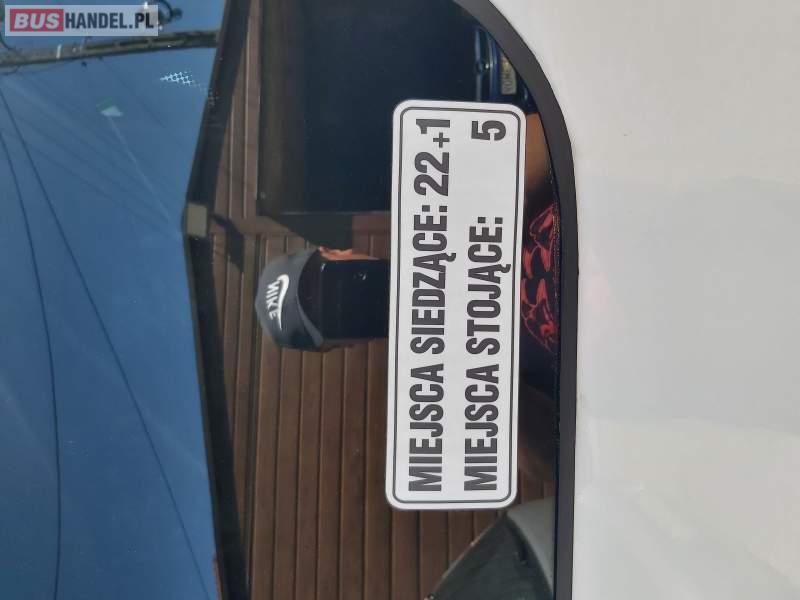 BUSHANDEL.PL
MIEJSCA SIEDZĄCE: 22+1
MIEJSCA STOJĄCE: 5
NIKE